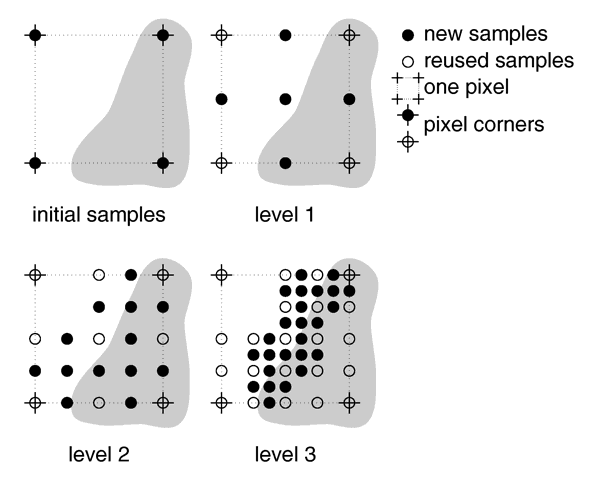 new samples
reused samples
one pixel
pixel corners
initial samples
level 1
level 2
level 3